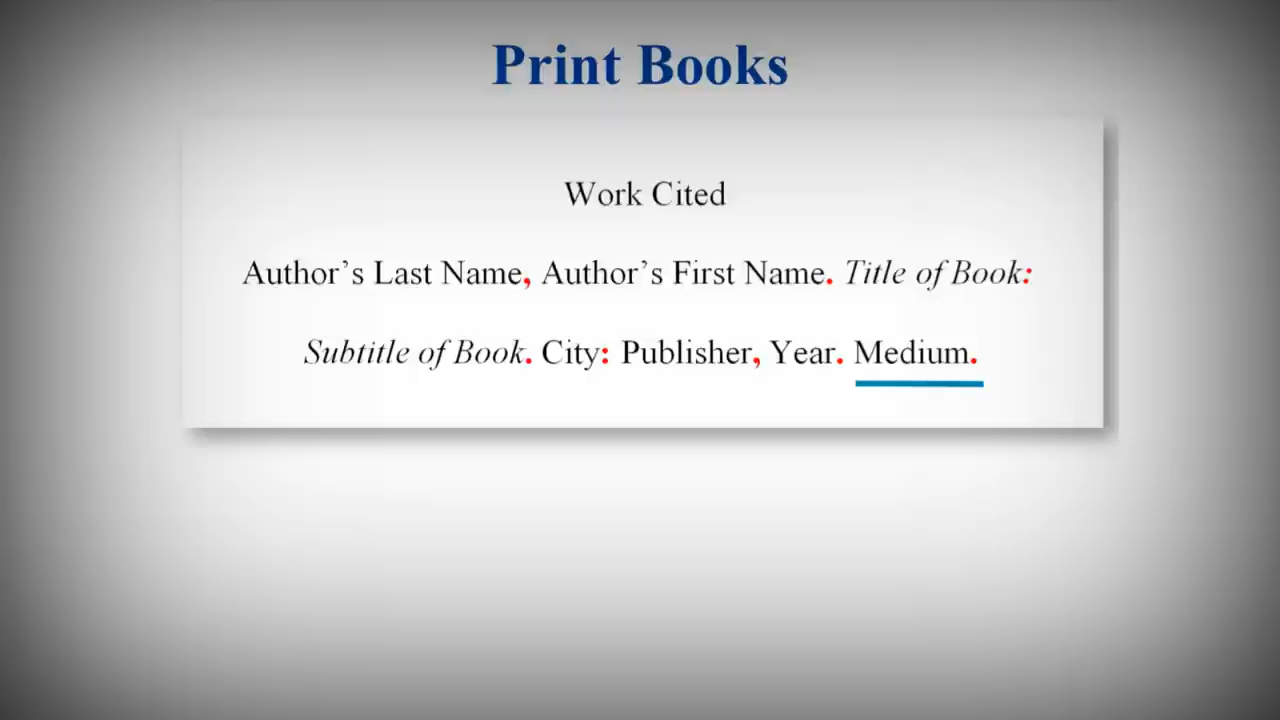 Print Books
Work Cited
Author’s Last Name, Author’s First Name. Title of Book:
Subtitle of Book. City: Publisher, Year. Medium.